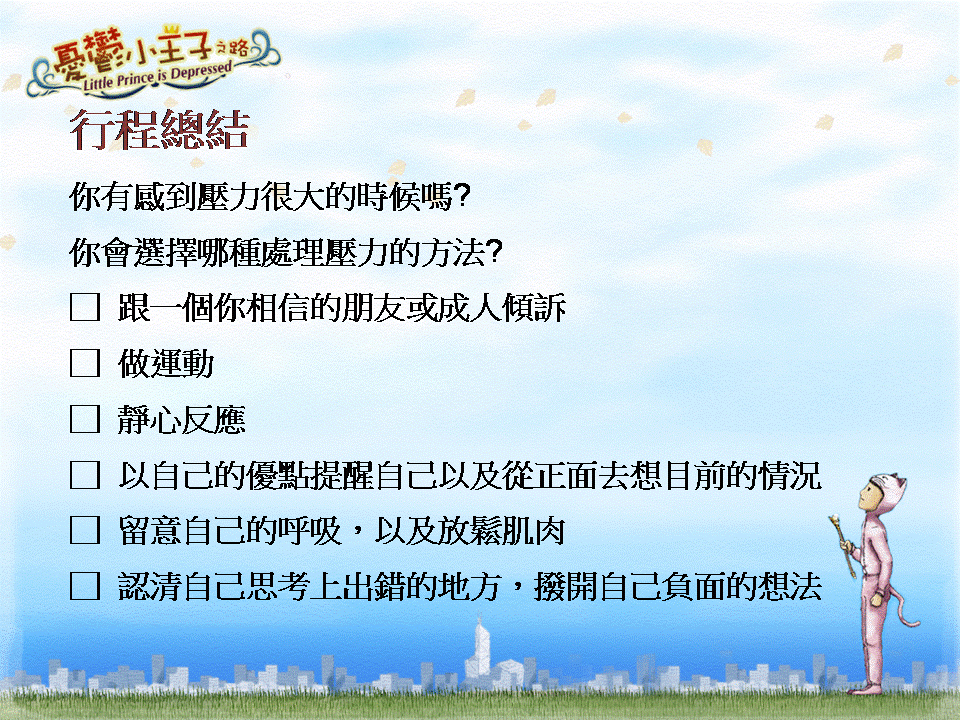 憂鬱小王子之路
Little Prince is Depressed
行程總結
你有感到壓力很大的時候嗎?
你會選擇哪種處理壓力的方法?
□ 跟一個你相信的朋友或成人傾訴
□ 做運動
□ 靜心反應
□ 以自己的優點提醒自己以及從正面去想目前的情況
□ 留意自己的呼吸，以及放鬆肌肉
□ 認清自己思考上出錯的地方，撥開自己負面的想法